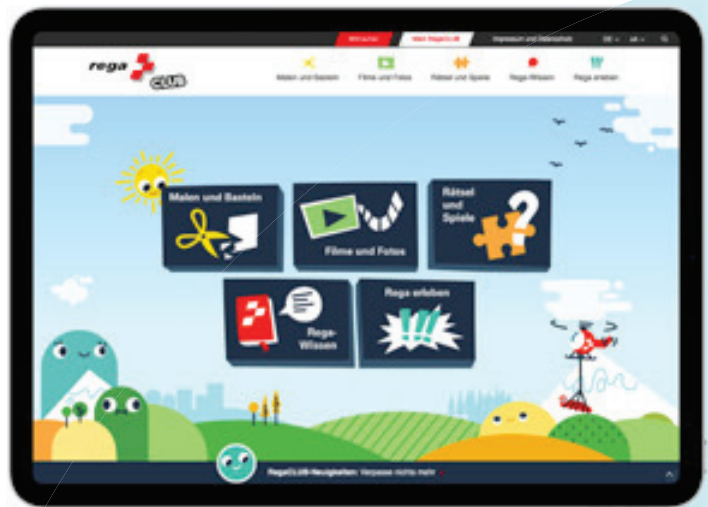 Mitmachen
Mein RegaCLUB
Impressum und Datenschutz
DE
rega
CLUB
Malen und Basteln
Filme und Fotos
Rätsel und Spiele
Rega-Wissen
Rega erleben
Malen und Basteln
Filme und Fotos
Rätsel
und
Spiele
?
Rega-
Wissen
Rega erleben
!!!
RegaCLUB-Neuigkeiten: Verpasse nichts mehr